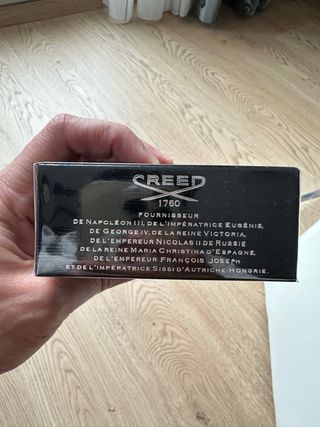 CREED
1760
FOURNISSEUR
DE NAPOLÉON III, DE L'IMPÉRATRICE EUGÉNIE,
DE GEORGE IV, DE LA REINE VICTORIA,
DE L'EMPEREUR NICOLAS II DE RUSSIE
DE LA REINE MARIA CHRISTINA D'ESPAGNE,
DE L'EMPEREUR FRANÇOIS JOSEPH
ET DE L'IMPÉRATRICE SISSI D'AUTRICHE-HONGRIE.